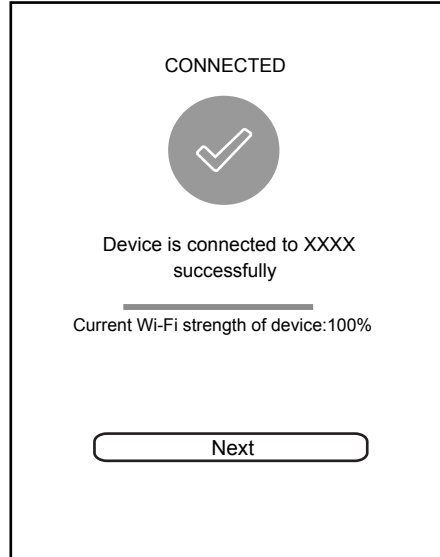 CONNECTED
Device is connected to XXXX
successfully
Current Wi-Fi strength of device:100%
Next